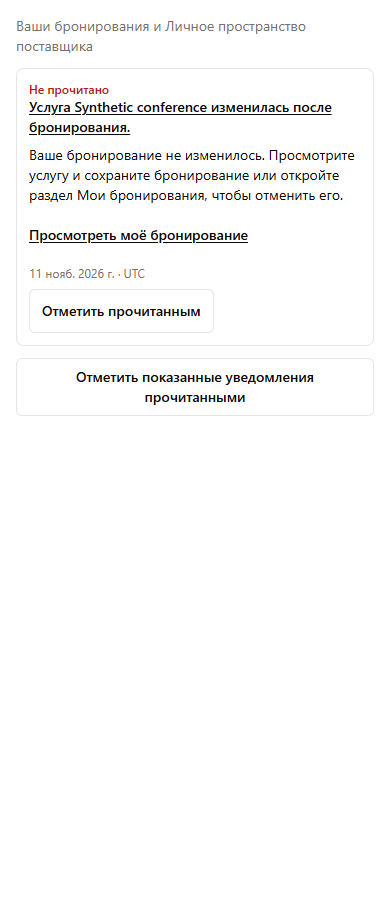 Ваши бронирования и Личное пространство
поставщика
Не прочитано
Услуга Synthetic conference изменилась после
бронирования.
Ваше бронирование не изменилось. Просмотрите
услугу и сохраните бронирование или откройте
раздел Мои бронирования, чтобы отменить его.
Просмотреть моё бронирование
11 нояб. 2026 г. · UTC
Отметить прочитанным
Отметить показанные уведомления
прочитанными